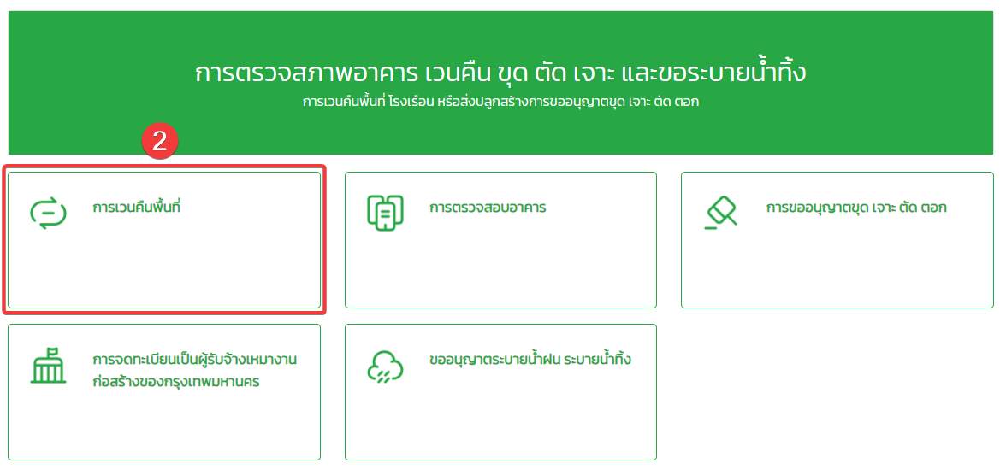 การตรวจสภาพอาคาร เวนคืน ขุด ตัด เจาะ และขอระบายน้ำทิ้ง
การเวนคืนพื้นที่ โรงเรือน หรือสิ่งปลูกสร้างการขออนุญาตขุด เจาะ ตัด ตอก
2
การเวนคืนพื้นที่
การตรวจสอบอาคาร
การขออนุญาตขุด เจาะ ตัด ตอก
การจดทะเบียนเป็นผู้รับจ้างเหมางาน
ก่อสร้างของกรุงเทพมหานคร
ขออนุญาตระบายน้ำฝน ระบายน้ำทิ้ง